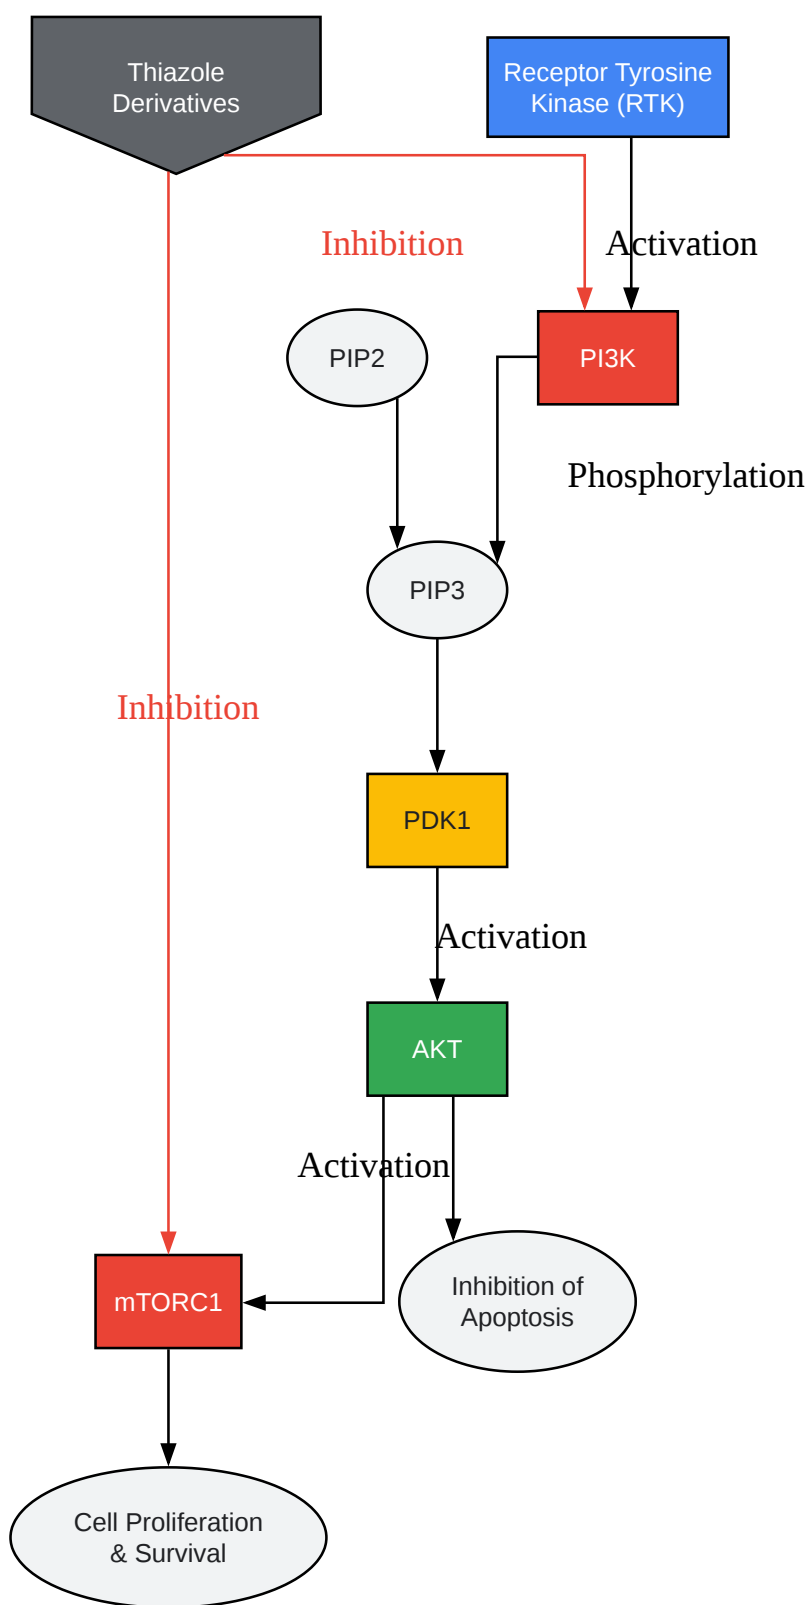 Thiazole
Derivatives
Receptor Tyrosine
Kinase (RTK)
Inhibition
Activation
PIP2
PI3K
Phosphorylation
PIP3
Inhibition
PDK1
Activation
AKT
Activation
Inhibition of
Apoptosis
mTORC1
Cell Proliferation
& Survival